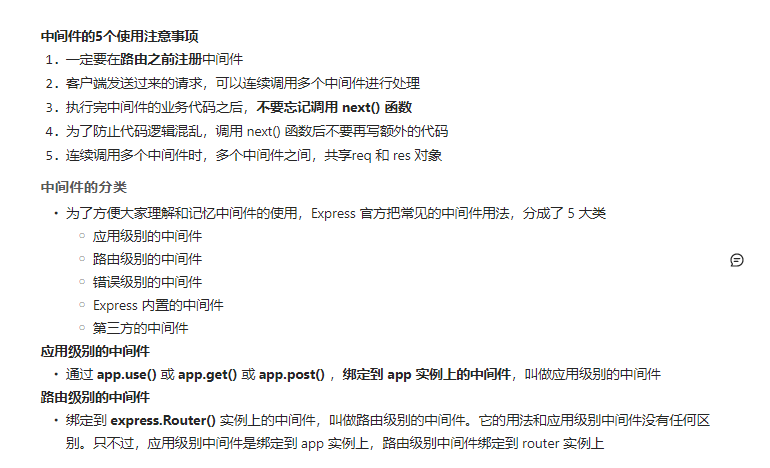 中间件的5个使用注意事项
1. 一定要在路由之前注册中间件
2. 客户端发送过来的请求，可以连续调用多个中间件进行处理
3. 执行完中间件的业务代码之后，不要忘记调用 next() 函数
4. 为了防止代码逻辑混乱，调用 next() 函数后不要再写额外的代码
5. 连续调用多个中间件时，多个中间件之间，共享req 和 res 对象
中间件的分类
• 为了方便大家理解和记忆中间件的使用，Express 官方把常见的中间件用法，分成了 5 大类
○ 应用级别的中间件
○ 路由级别的中间件
○ 错误级别的中间件
○ Express 内置的中间件
○ 第三方的中间件
应用级别的中间件
• 通过 app.use() 或 app.get() 或 app.post() ，绑定到 app 实例上的中间件，叫做应用级别的中间件
路由级别的中间件
• 绑定到 express.Router() 实例上的中间件，叫做路由级别的中间件。它的用法和应用级别中间件没有任何区
别。只不过，应用级别中间件是绑定到 app 实例上，路由级别中间件绑定到 router 实例上